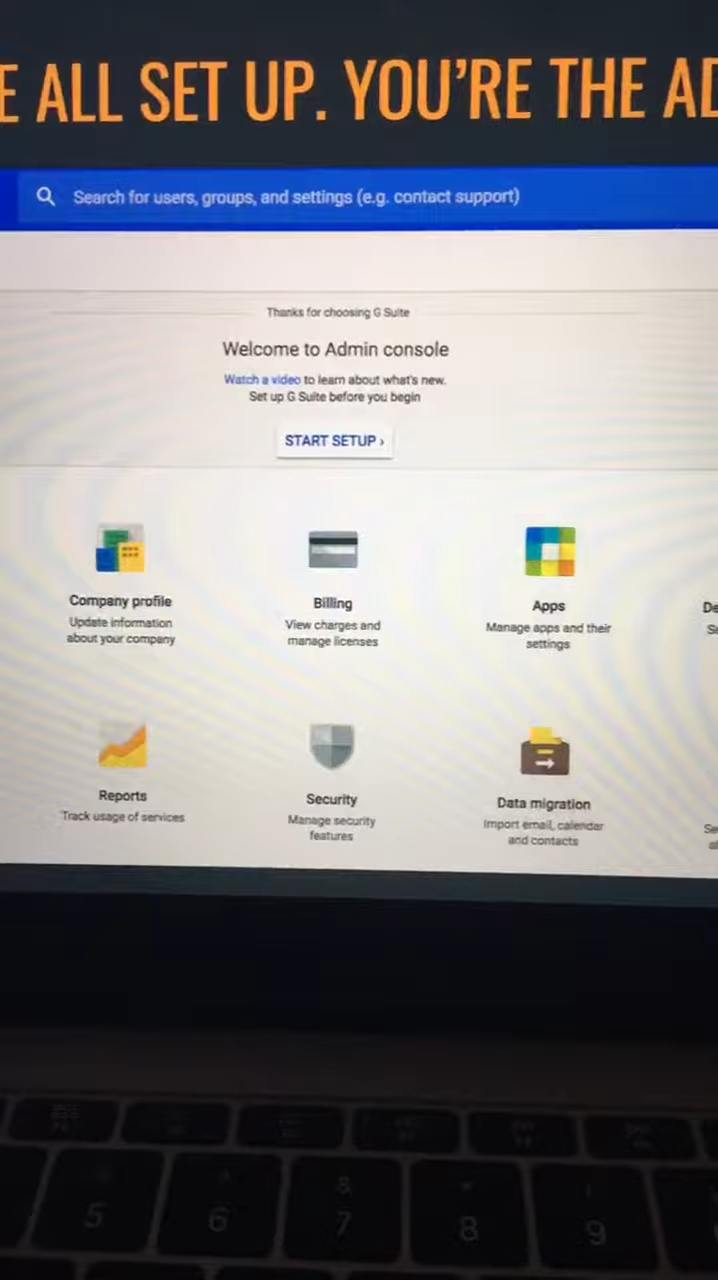 E ALL SET UP. YOU'RE THE AD
Search for users, groups, and settings (e.g. contact support)
Thanks for choosing G Suite
Welcome to Admin console
Watch a video to learn about what's new.
Set up G Suite before you begin
START SETUP ›
Company profile
Update information
about your company
Billing
View charges and
manage licenses
Apps
Manage apps and their
settings
De
Reports
Track usage of services
Security
Manage security
features
Data migration
Import email, calendar
and contacts
Se
5
6
& 
7
8
9